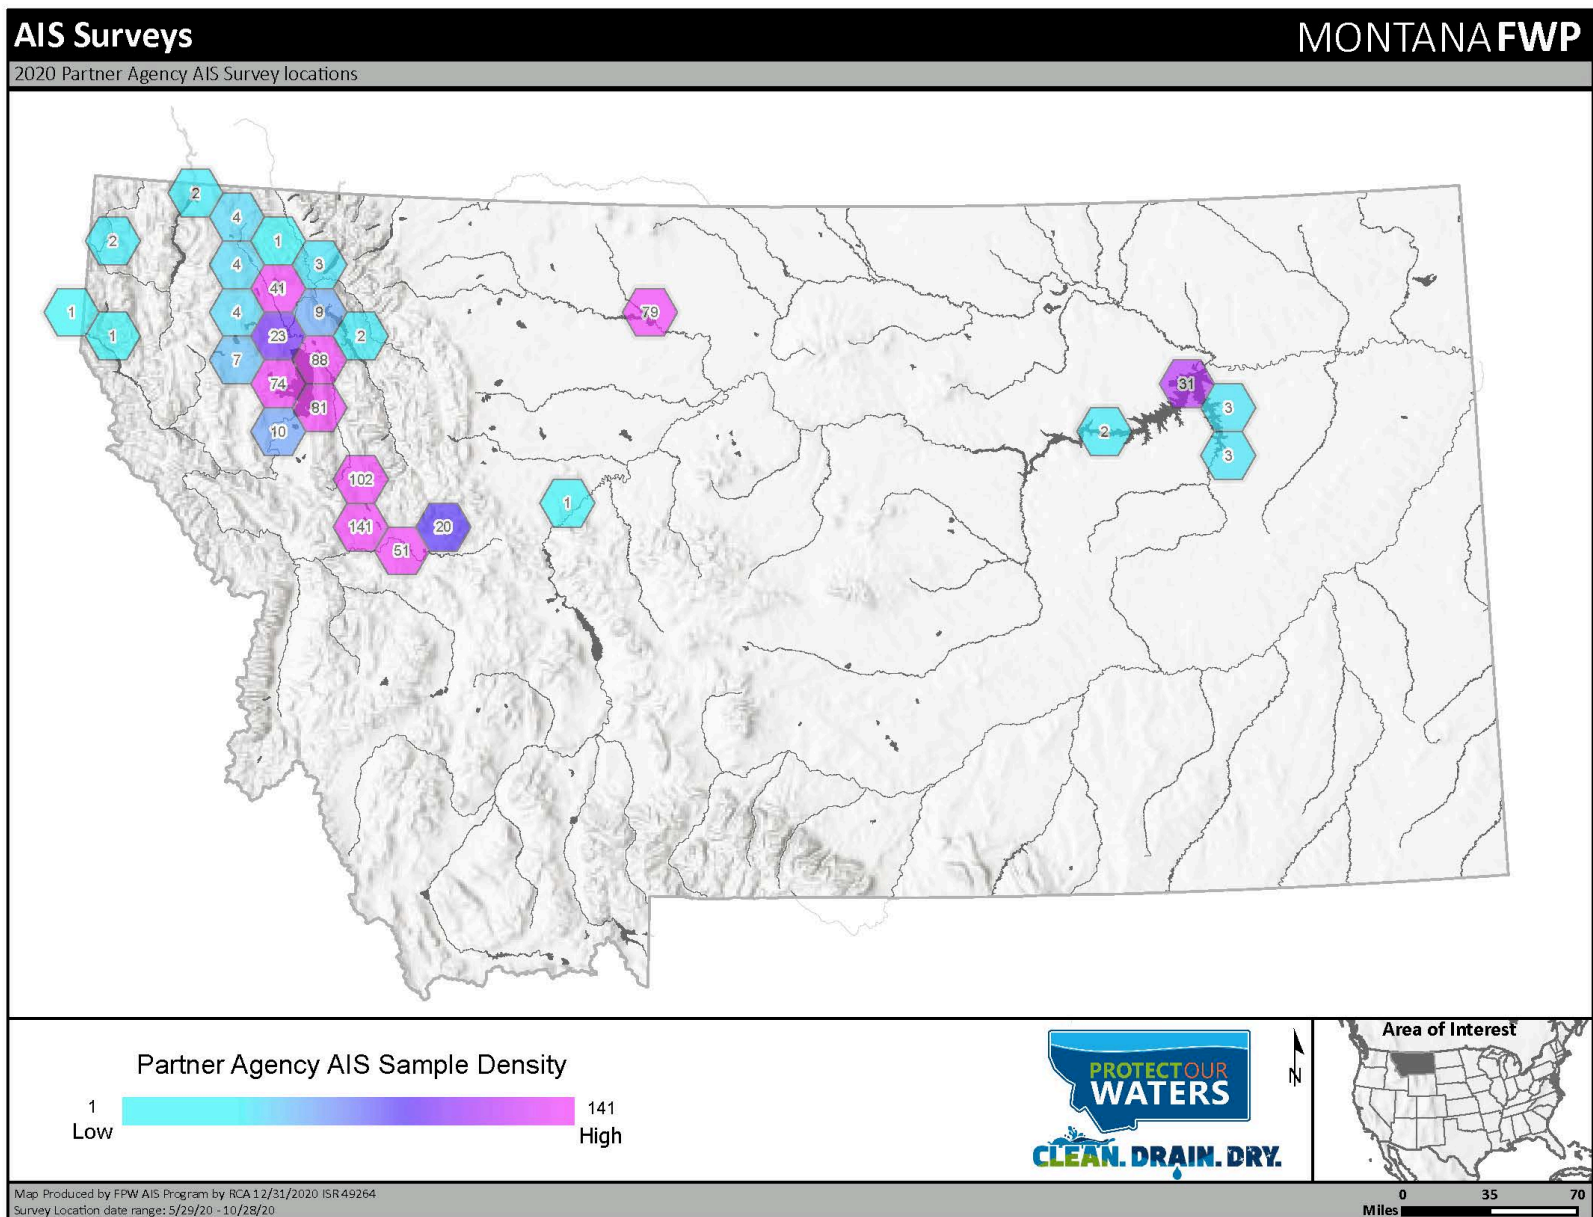 AIS Surveys
MONTANA FWP
2020 Partner Agency AIS Survey locations
2
4
2
1
4
3
41
1
4
9
79
1
23
2
7
88
74
31
81
3
10
2
3
102
1
141
20
51
Partner Agency AIS Sample Density
1
Low
141
High
PROTECT OUR
WATERS
CLEAN. DRAIN. DRY.
N
Area of Interest
Map Produced by FPW AIS Program by RCA 12/31/2020 ISR 49264
Survey Location date range: 5/29/20 - 10/28/20
0 35 70
Miles